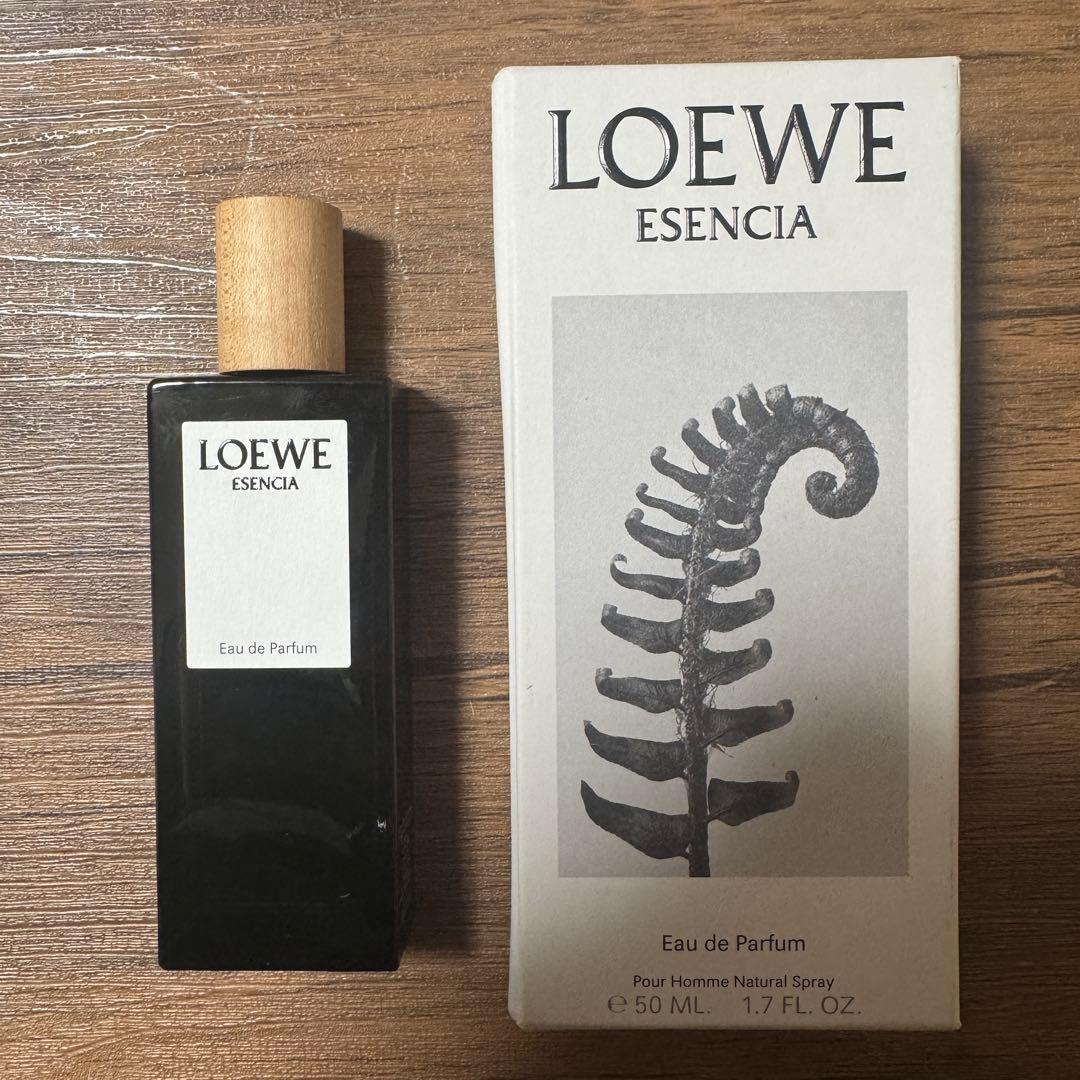 LOEWE
ESENCIA
Eau de Parfum
LOEWE
ESENCIA
Eau de Parfum
Pour Homme Natural Spray
℮ 50 ML. 1.7 FL. OZ.